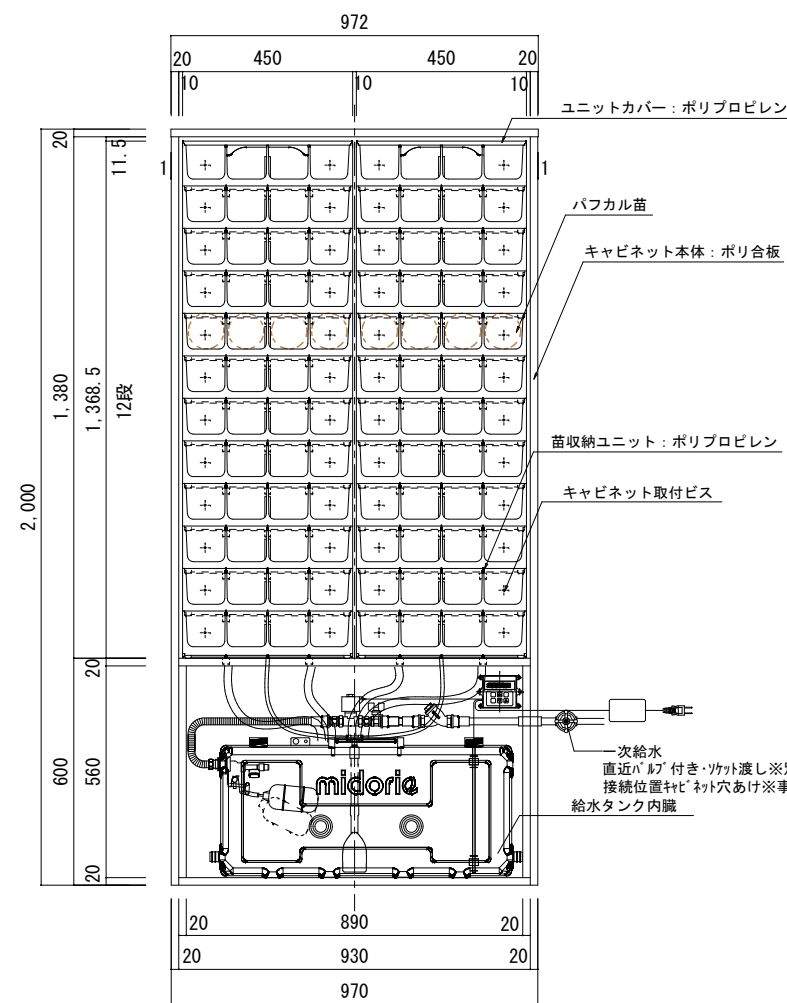 972
20 450 450 20
10 10 10
ユニットカバー：ポリプロピレン
20
11.5
1 1
パフカル苗
キャビネット本体：ポリ合板
1,380
1,368.5
12段
苗収納ユニット：ポリプロピレン
キャビネット取付ビス
2,000
20
一次給水
直近バルブ付き・ソケット渡し※別
接続位置キャビネット穴あけ※事
給水タンク内臓
600
560
midorie
20
20 890 20
20 930 20
970